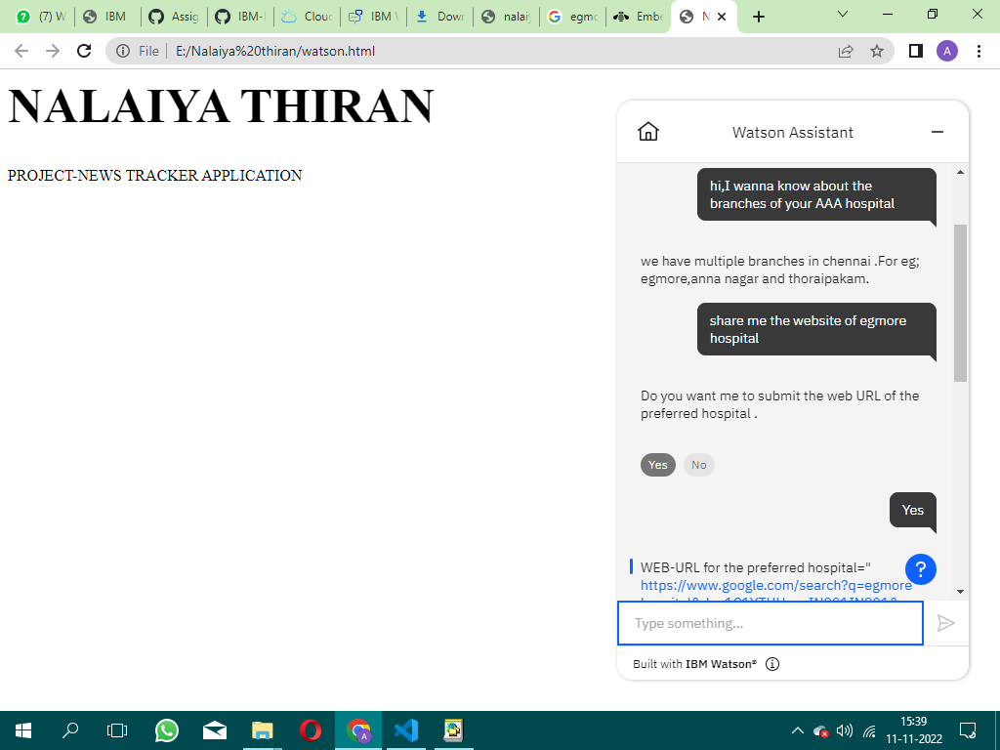 (7) W
IBM
Assig
IBM-
Clou
IBM
Dow
nalaiy
egmo
Embe
N
File
E:/Nalaiya%20thiran/watson.html
A
NALAIYA THIRAN
PROJECT-NEWS TRACKER APPLICATION
Watson Assistant
hi,I wanna know about the
branches of your AAA hospital
we have multiple branches in chennai .For eg;
egmore,anna nagar and thoraipakam.
share me the website of egmore
hospital
Do you want me to submit the web URL of the
preferred hospital .
Yes
No
Yes
WEB-URL for the preferred hospital="
https://www.google.com/search?q=egmore
?
Type something...
Built with IBM Watson®
15:39
11-11-2022